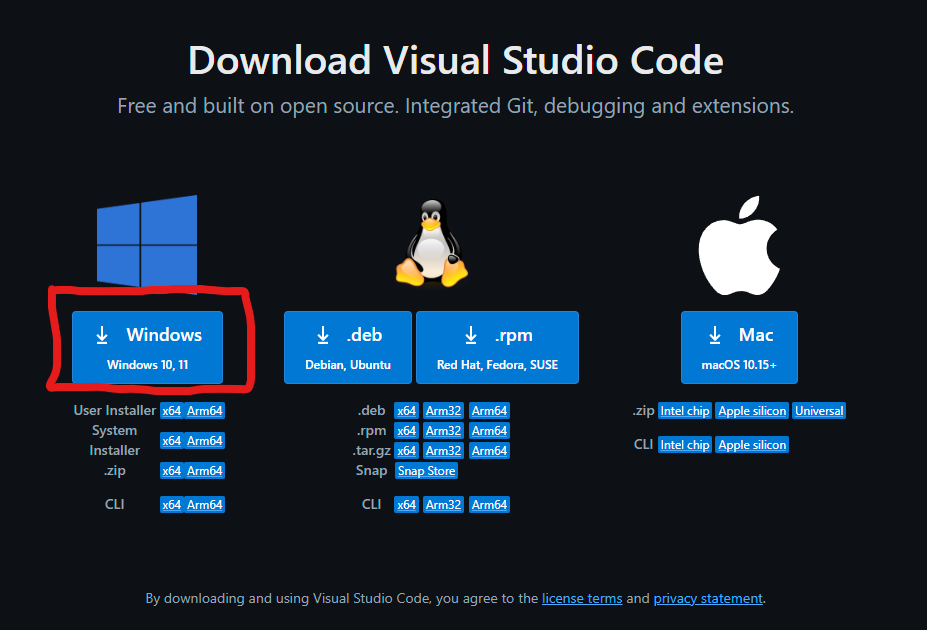 Download Visual Studio Code
Free and built on open source. Integrated Git, debugging and extensions.
Windows
Windows 10, 11
User Installer x64 Arm64
System
Installer x64 Arm64
.zip x64 Arm64
CLI x64 Arm64
.deb
Debian, Ubuntu
.rpm
Red Hat, Fedora, SUSE
.deb x64 Arm32 Arm64
.rpm x64 Arm32 Arm64
.tar.gz x64 Arm32 Arm64
Snap Snap Store
CLI x64 Arm32 Arm64
Mac
macOS 10.15+
.zip Intel chip Apple silicon Universal
CLI Intel chip Apple silicon
By downloading and using Visual Studio Code, you agree to the license terms and privacy statement.